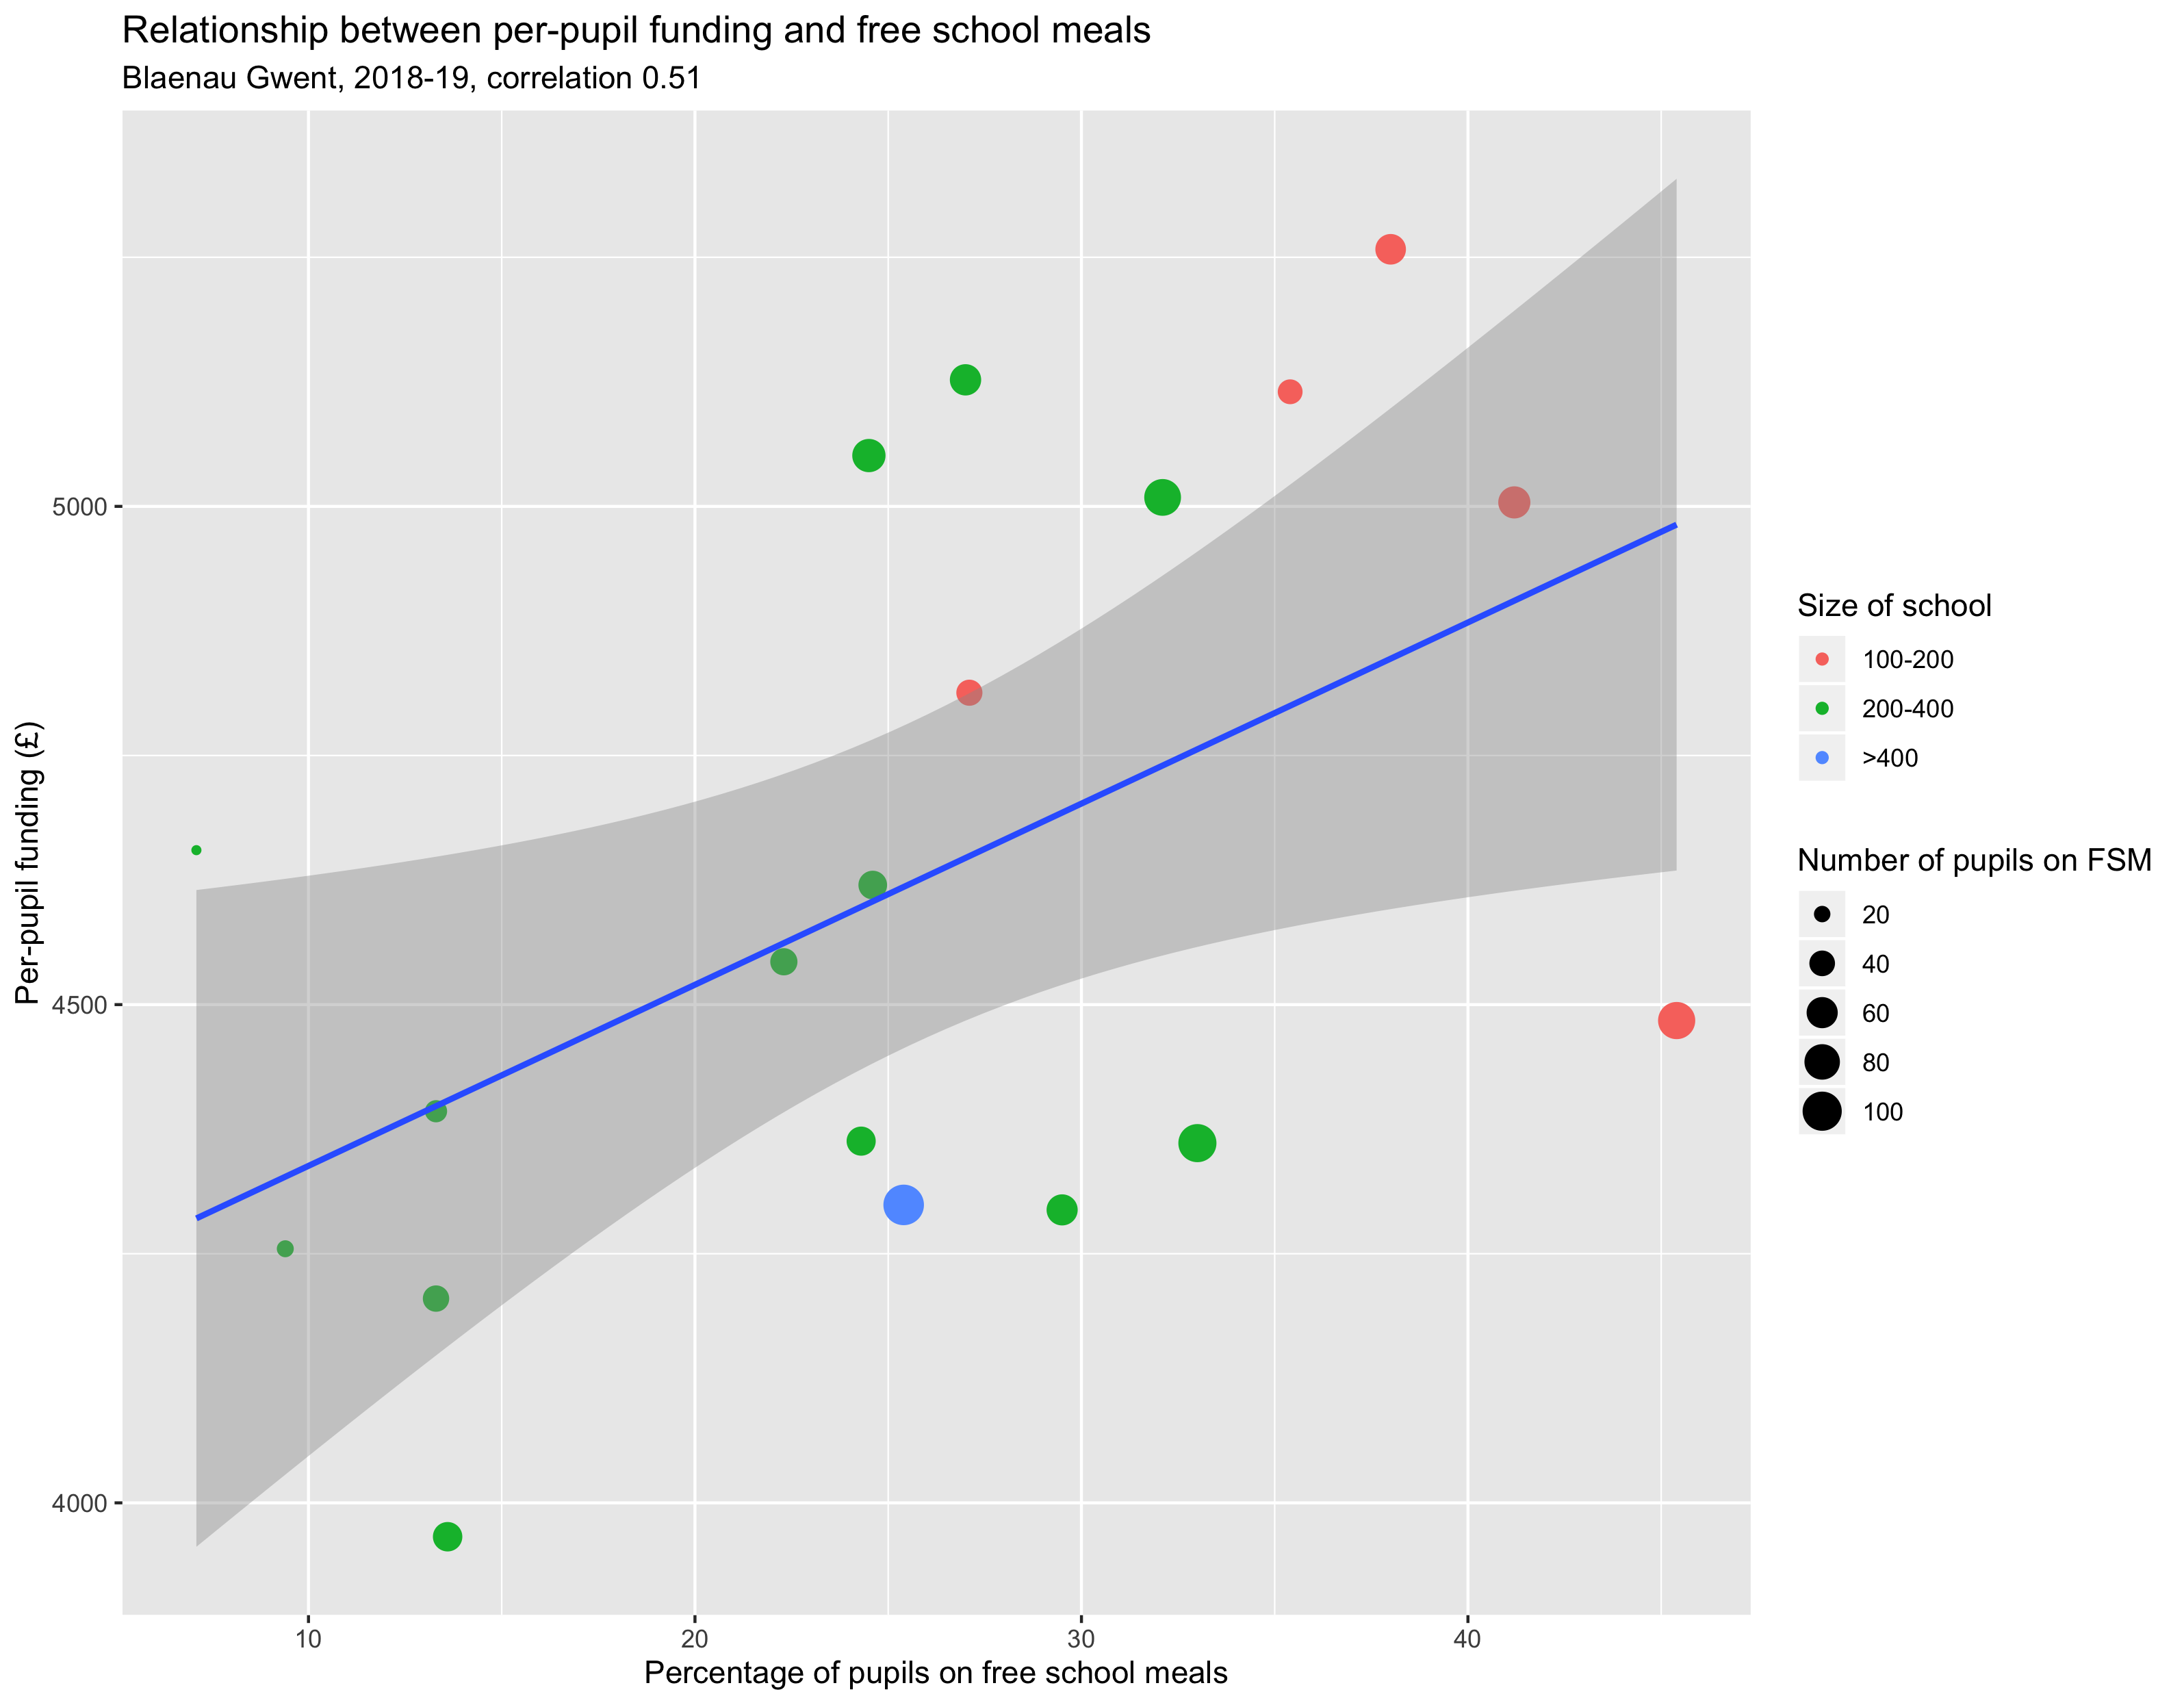 Relationship between per-pupil funding and free school meals
Blaenau Gwent, 2018-19, correlation 0.51
Per-pupil funding (£)
5000
4500
4000
10 20 30 40
Percentage of pupils on free school meals
Size of school
100-200
200-400
>400
Number of pupils on FSM
20
40
60
80
100